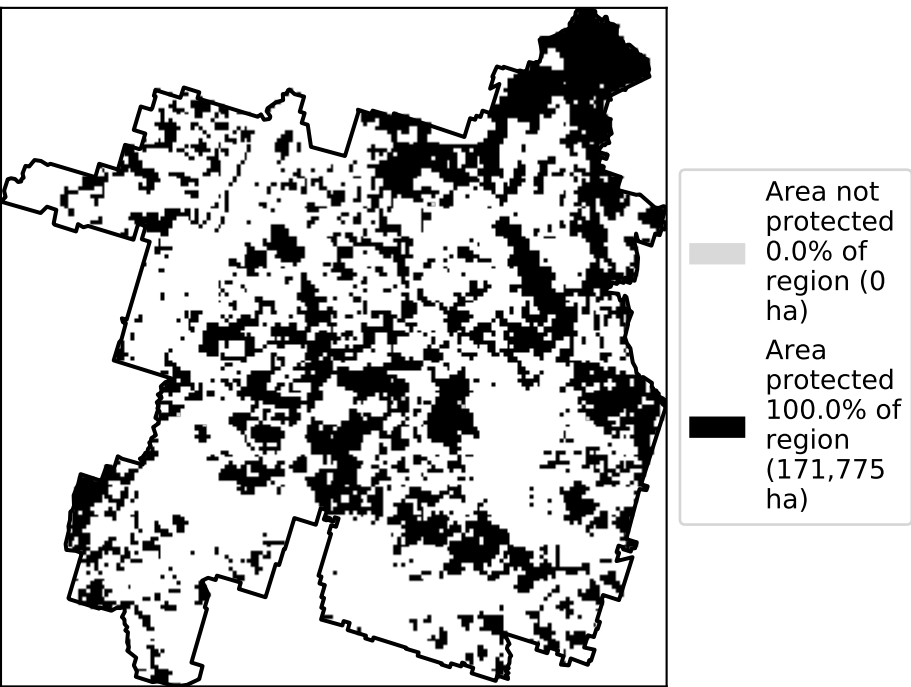 Area not
protected
0.0% of
region (0
ha)
Area
protected
100.0% of
region
(171,775
ha)